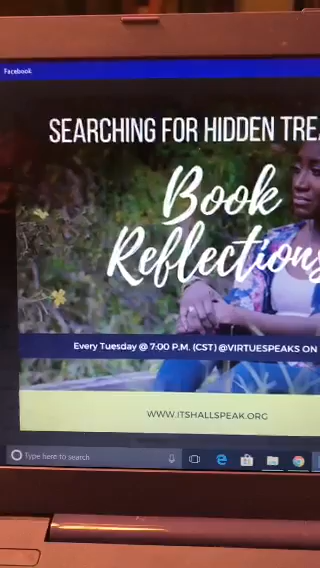 Facebook
SEARCHING FOR HIDDEN TREA
Book
Reflections
Every Tuesday @ 7:00 P.M. (CST) @VIRTUESPEAKS ON
WWW.ITSHALLSPEAK.ORG
Type here to search